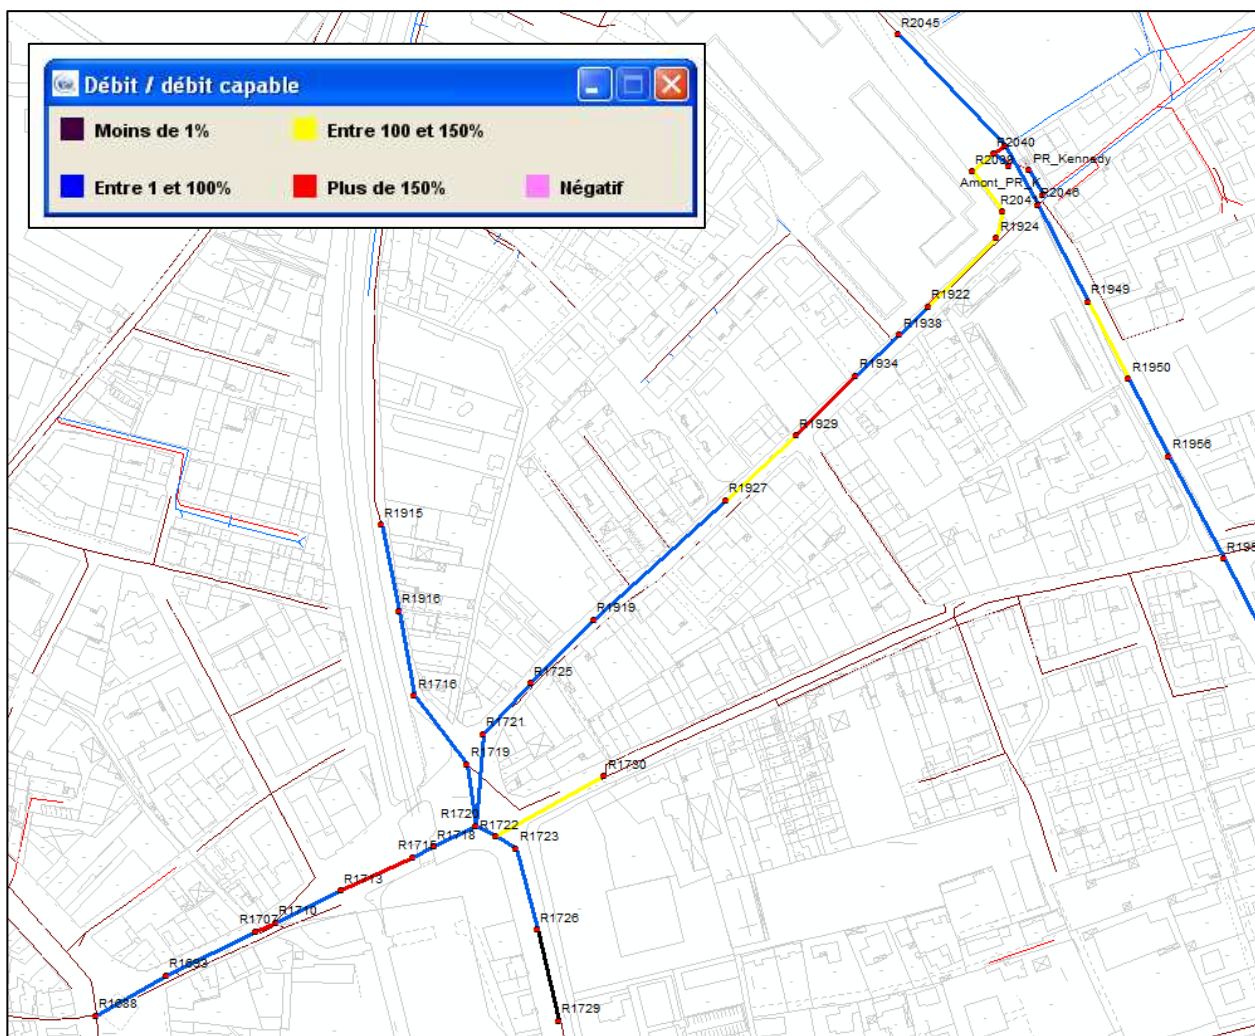 R2045
Débit / débit capable
Moins de 1%
Entre 100 et 150%
Entre 1 et 100%
Plus de 150%
Négatif
R2040
PR_Kennedy
Amont_PR_K
R2046
R1924
R1922
R1949
R1938
R1934
R1950
R1929
R1956
R1927
R1915
R1916
R1919
R1725
R1716
R1721
R1719
R1730
R1722
R1723
R1718
R1713
R1710
R1707
R1726
R1688
R1729